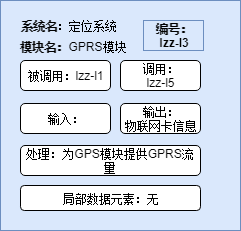 系统名：定位系统
编号：
lzz-l3
模块名：GPRS模块
被调用：lzz-l1
调用：
lzz-l5
输入：
输出：
物联网卡信息
处理：为GPS模块提供GPRS流
量
局部数据元素：无